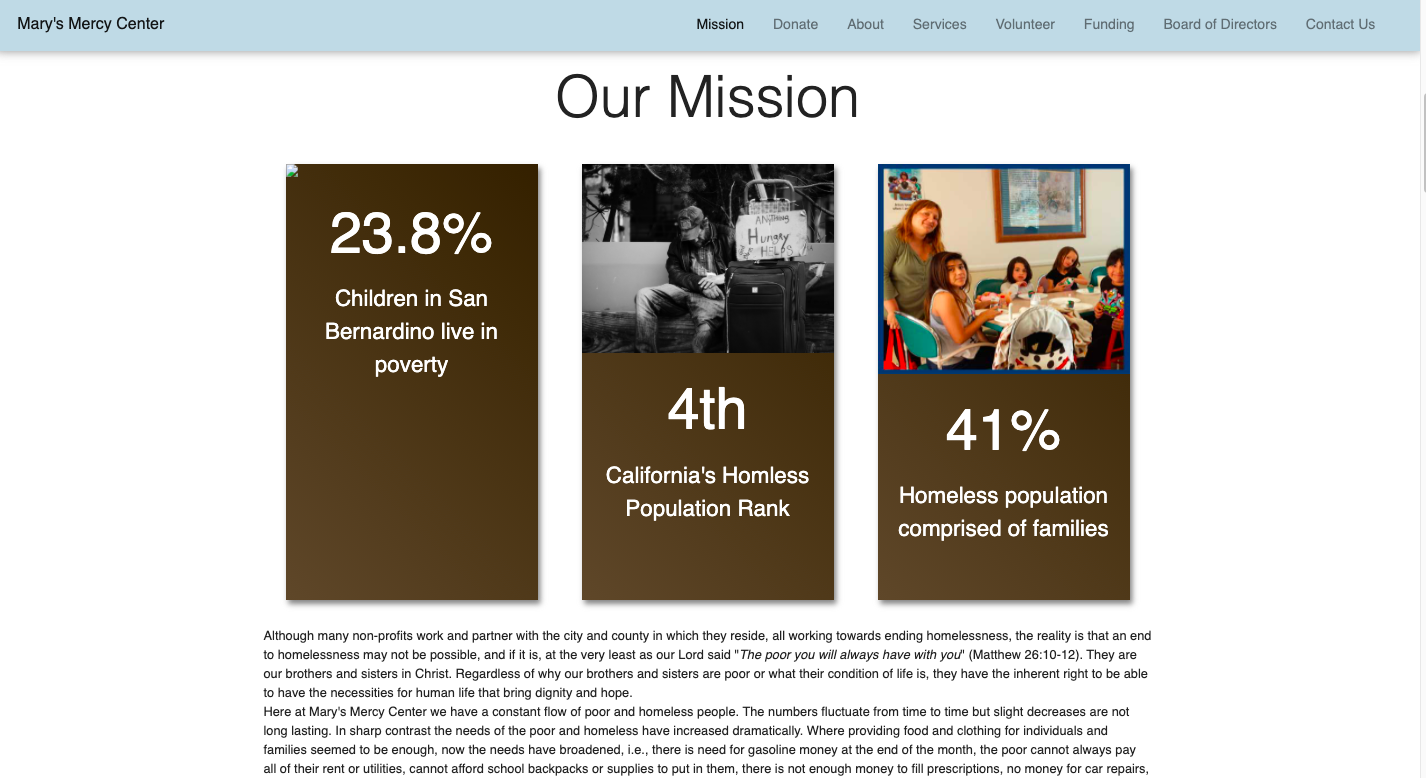 Mary's Mercy Center
Mission Donate About Services Volunteer Funding Board of Directors Contact Us
Our Mission
23.8%
Children in San
Bernardino live in
poverty
ANYTHING
HUNGRY
HELPS
4th
California's Homless
Population Rank
41%
Homeless population
comprised of families
Although many non-profits work and partner with the city and county in which they reside, all working towards ending homelessness, the reality is that an end
to homelessness may not be possible, and if it is, at the very least as our Lord said "The poor you will always have with you" (Matthew 26:10-12). They are
our brothers and sisters in Christ. Regardless of why our brothers and sisters are poor or what their condition of life is, they have the inherent right to be able
to have the necessities for human life that bring dignity and hope.
Here at Mary's Mercy Center we have a constant flow of poor and homeless people. The numbers fluctuate from time to time but slight decreases are not
long lasting. In sharp contrast the needs of the poor and homeless have increased dramatically. Where providing food and clothing for individuals and
families seemed to be enough, now the needs have broadened, i.e., there is need for gasoline money at the end of the month, the poor cannot always pay
all of their rent or utilities, cannot afford school backpacks or supplies to put in them, there is not enough money to fill prescriptions, no money for car repairs,